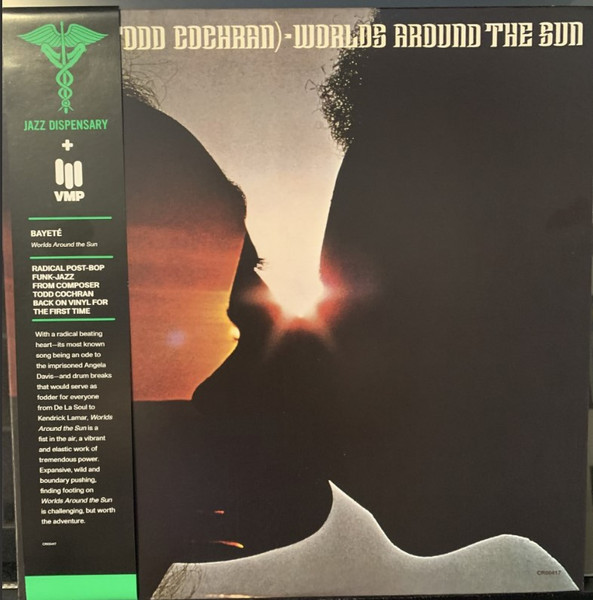 TODD COCHRAN)-WORLDS AROUND THE SUN
JAZZ DISPENSARY
+
VMP
BAYETÉ
Worlds Around the Sun
RADICAL POST-BOP
FUNK-JAZZ
FROM COMPOSER
TODD COCHRAN
BACK ON VINYL FOR
THE FIRST TIME
With a radical beating
heart—its most known
song being an ode to
the imprisoned Angela
Davis—and drum breaks
that would serve as
fodder for everyone
from De La Soul to
Kendrick Lamar, Worlds
Around the Sun is a
fist in the air, a vibrant
and elastic work of
tremendous power.
Expansive, wild and
boundary pushing,
finding footing on
Worlds Around the Sun
is challenging, but worth
the adventure.
CR00417
CR00417